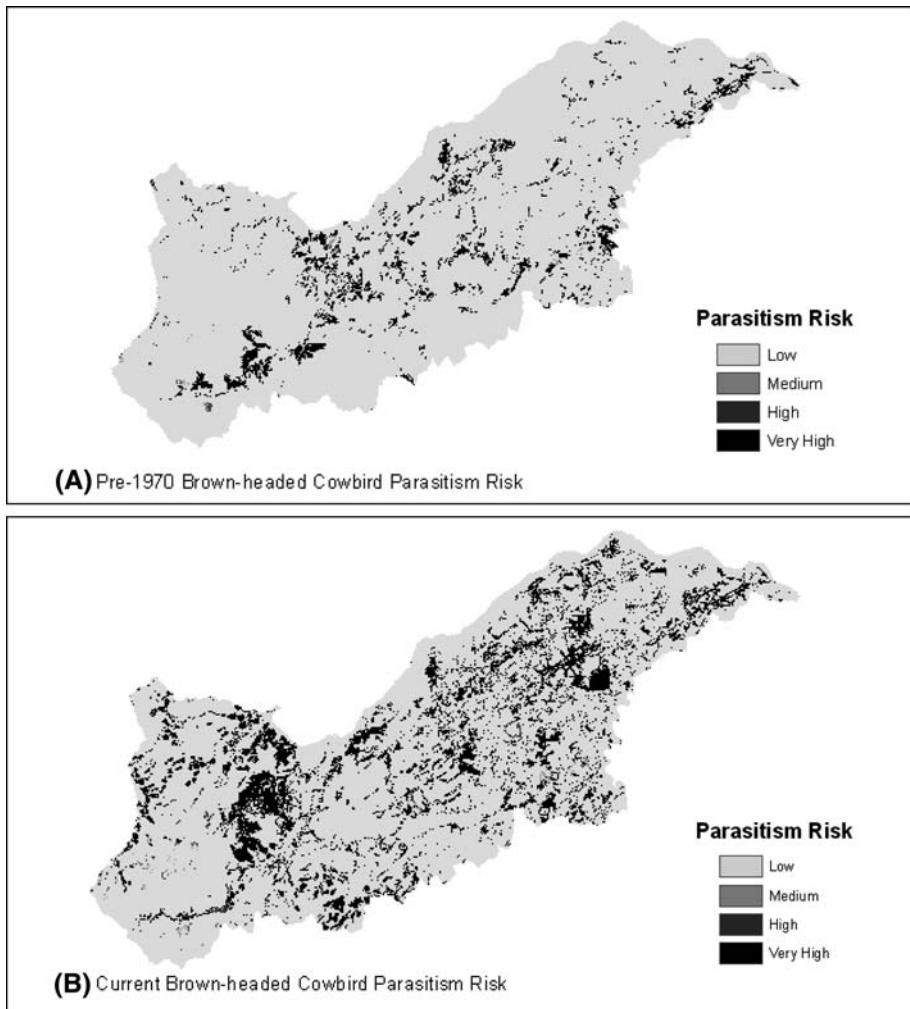 Parasitism Risk
Low
Medium
High
Very High
(A) Pre-1970 Brown-headed Cowbird Parasitism Risk
Parasitism Risk
Low
Medium
High
Very High
(B) Current Brown-headed Cowbird Parasitism Risk